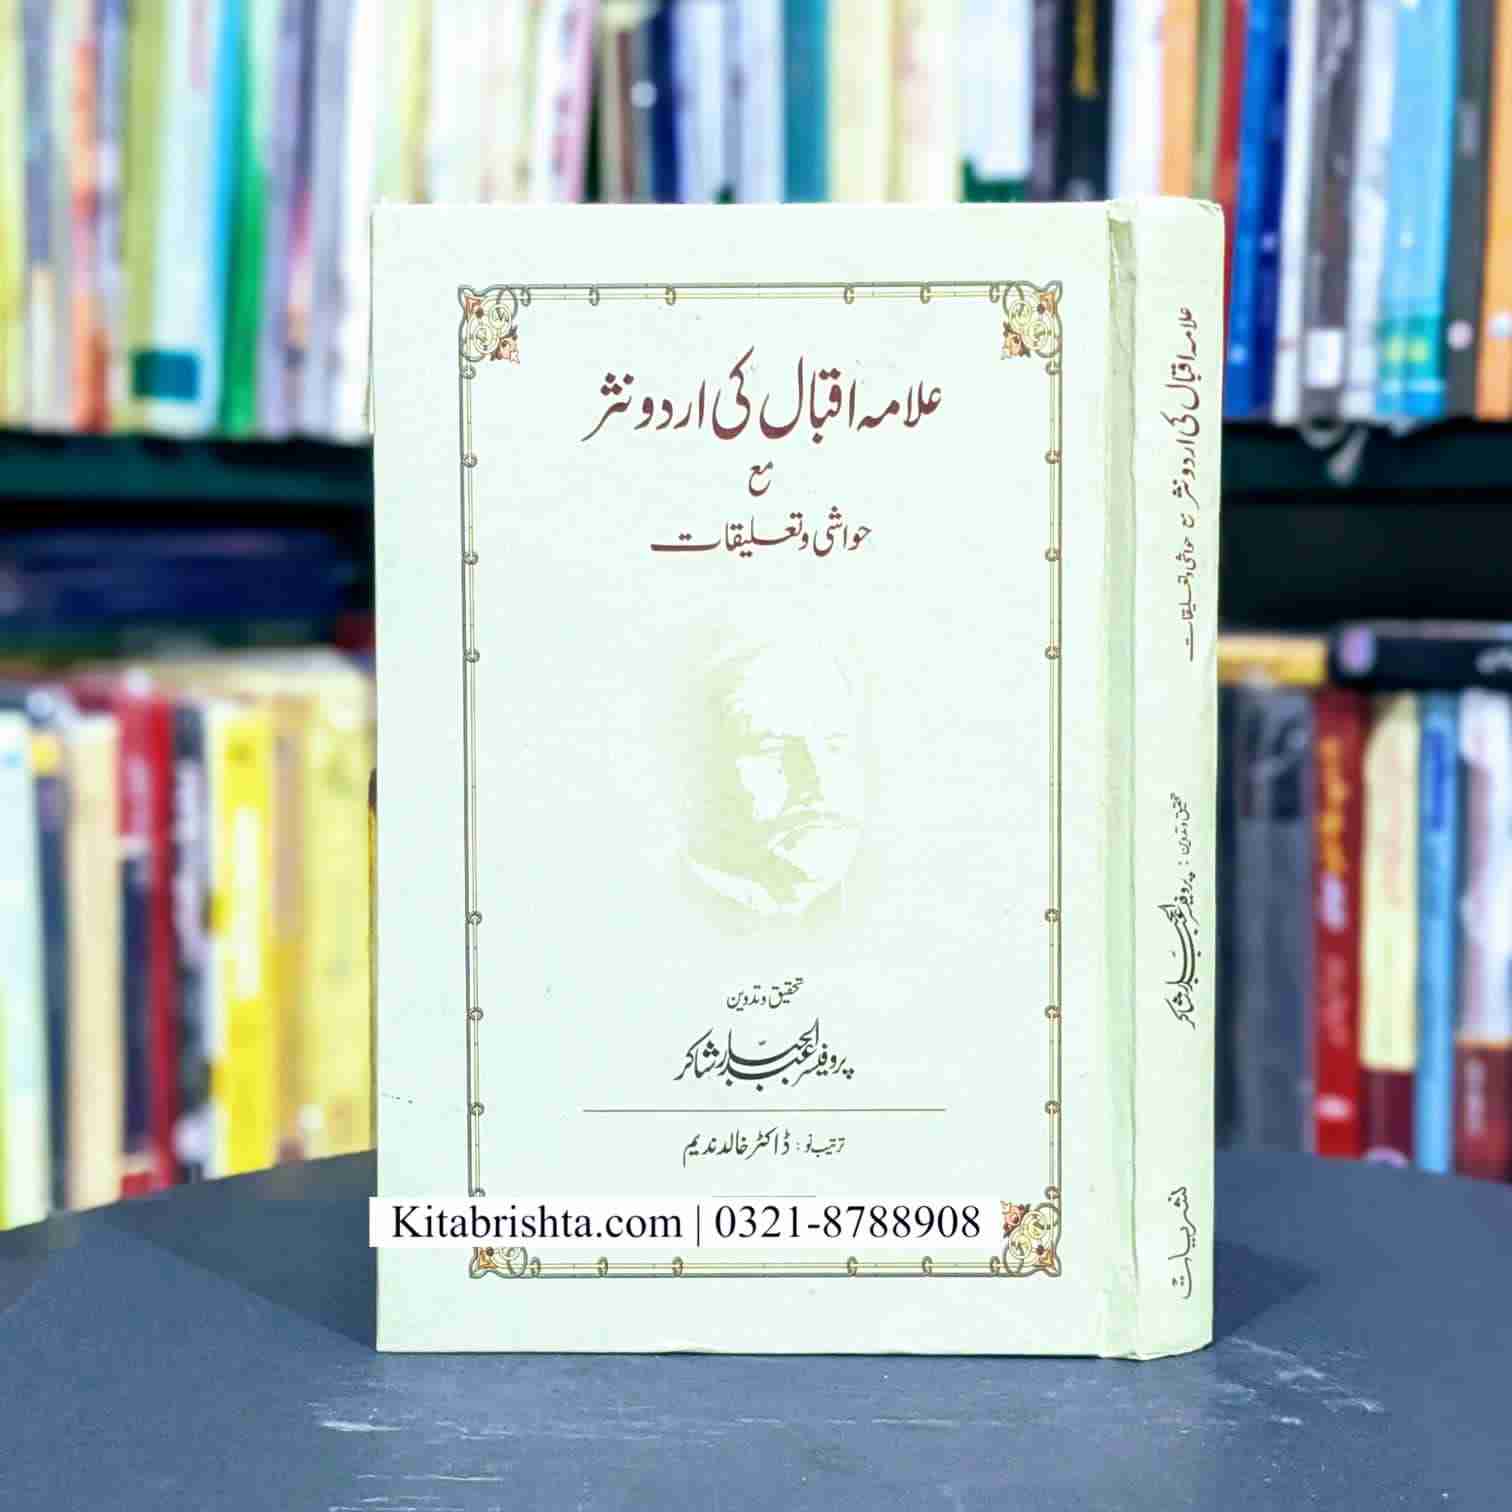 علامہ اقبال کی اردو نثر
مع
حواشی و تعلیقات
تحقیق و تدوین
پروفیسر عبدالجبار شاکر
ترتیبِ نو : ڈاکٹر خالد ندیم
Kitabrishta.com | 0321-8788908
علامہ اقبال کی اردو نثر مع حواشی و تعلیقات
تحقیق و تدوین : پروفیسر عبدالجبار شاکر
نشریات